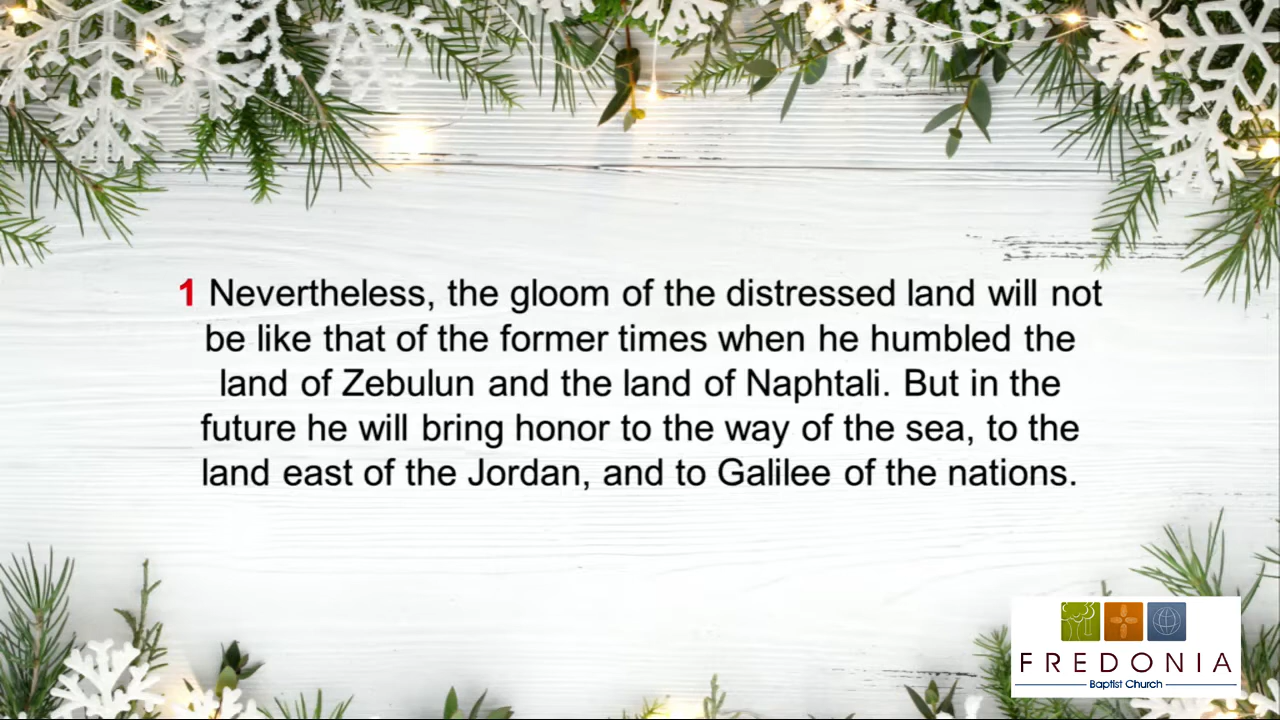 1 Nevertheless, the gloom of the distressed land will not
be like that of the former times when he humbled the
land of Zebulun and the land of Naphtali. But in the
future he will bring honor to the way of the sea, to the
land east of the Jordan, and to Galilee of the nations.
FREDONIA
Baptist Church